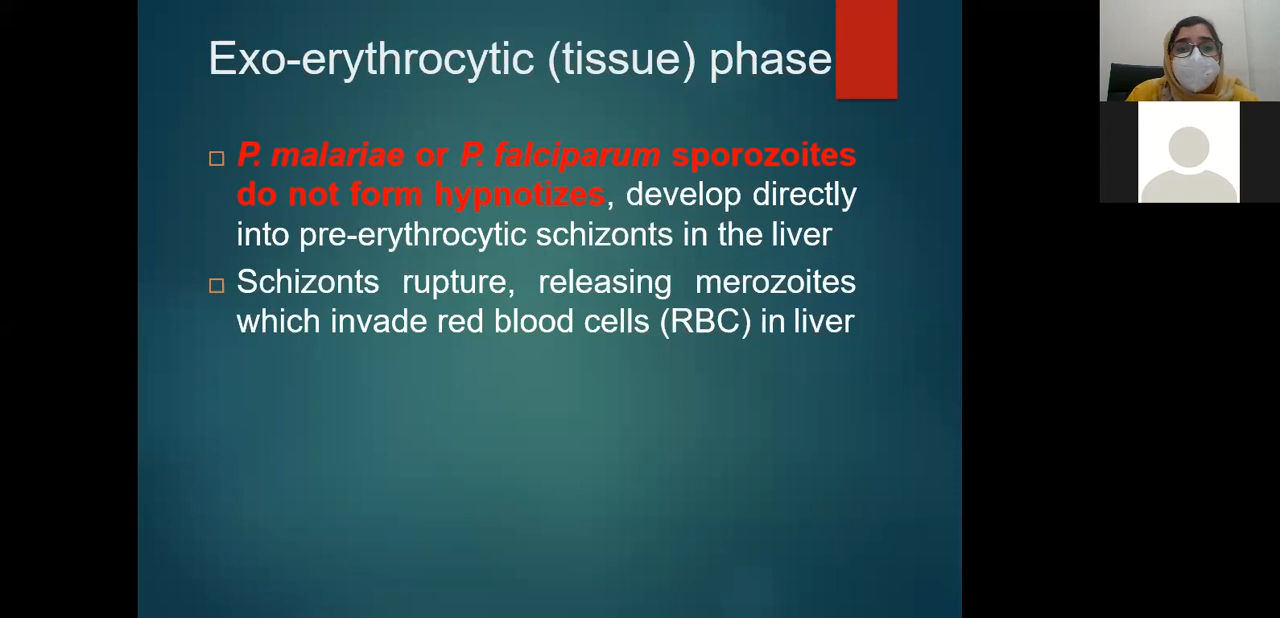 Exo-erythrocytic (tissue) phase
P. malariae or P. falciparum sporozoites
do not form hypnotizes, develop directly
into pre-erythrocytic schizonts in the liver
Schizonts rupture, releasing merozoites
which invade red blood cells (RBC) in liver